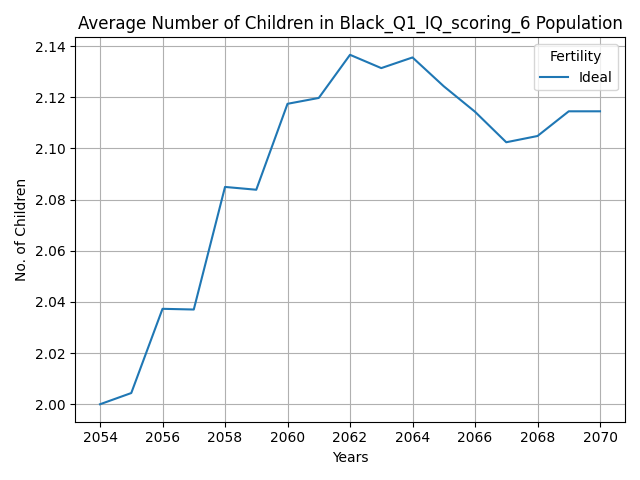 Average Number of Children in Black_Q1_IQ_scoring_6 Population
Fertility
Ideal
2.14
2.12
2.10
2.08
2.06
2.04
2.02
2.00
No. of Children
2054 2056 2058 2060 2062 2064 2066 2068 2070
Years